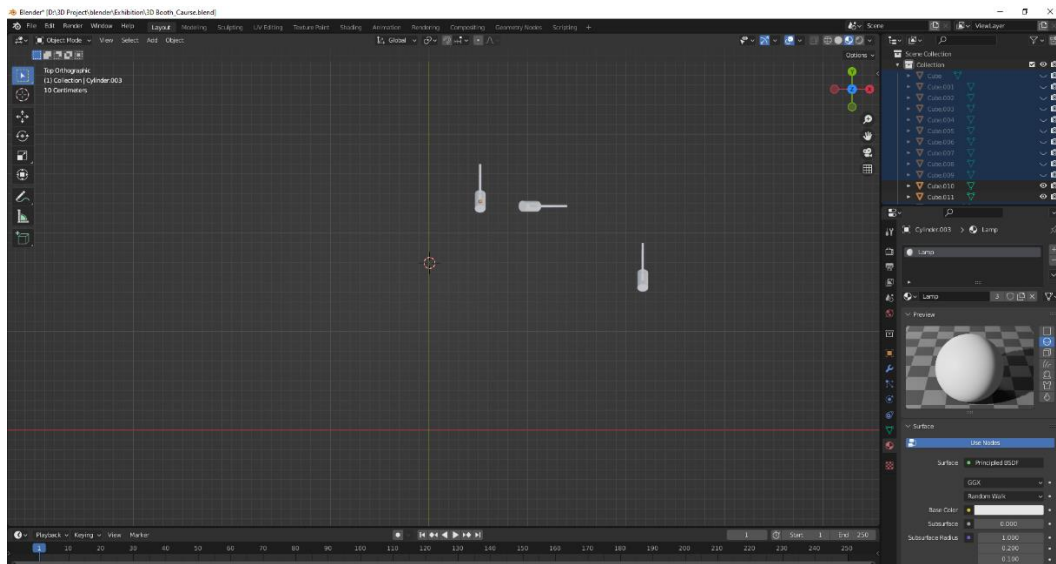 Blender* [D:\3D Project\blender\Exhibition\3D Booth_Caurse.blend]
File Edit Render Window Help Layout Modeling Sculpting UV Editing Texture Paint Shading Animation Rendering Compositing Geometry Nodes Scripting + Scene ViewLayer
Object Mode View Select Add Object Global
Options
Top Orthographic
(1) Collection | Cylinder.003
10 Centimeters
Y
Z
X
Scene Collection
Collection
Cube
Cube.001
Cube.002
Cube.003
Cube.004
Cube.005
Cube.006
Cube.007
Cube.008
Cube.009
Cube.010
Cube.011
Cylinder.003 > Lamp
Lamp
Lamp 3
Preview
Surface
Use Nodes
Surface Principled BSDF
GGX
Random Walk
Base Color
Subsurface 0.000
Subsurface Radius 1.000
0.200
0.100
Playback Keying View Marker 1 Start 1 End 250
1 10 20 30 40 50 60 70 80 90 100 110 120 130 140 150 160 170 180 190 200 210 220 230 240 250